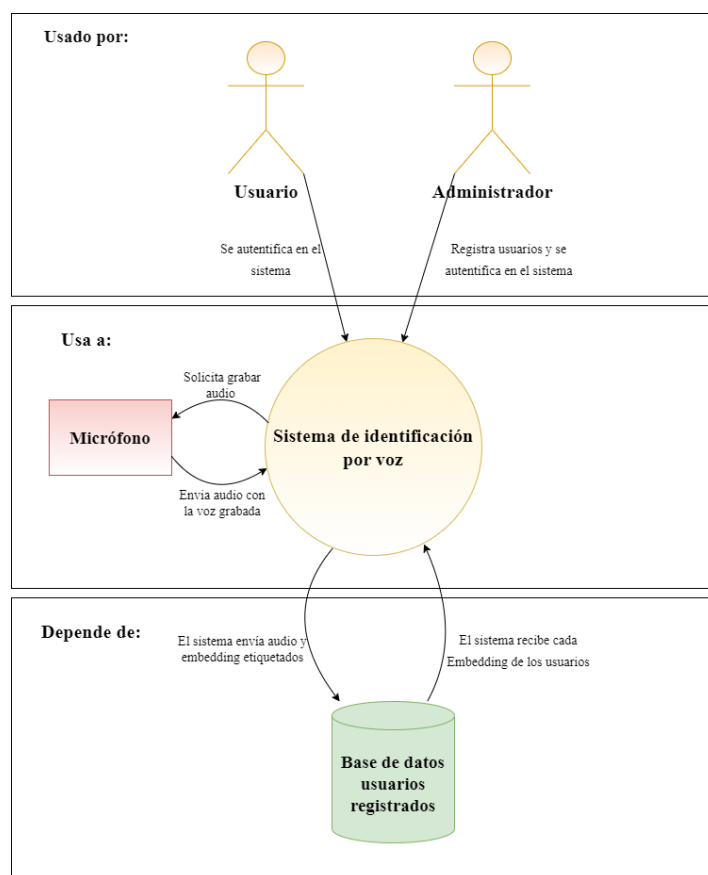 Usado por:
Usuario
Administrador
Se autentifica en el
sistema
Registra usuarios y se
autentifica en el sistema
Usa a:
Solicita grabar
audio
Micrófono
Sistema de identificación
por voz
Envia audio con
la voz grabada
Depende de:
El sistema envía audio y
embedding etiquetados
El sistema recibe cada
Embedding de los usuarios
Base de datos
usuarios
registrados